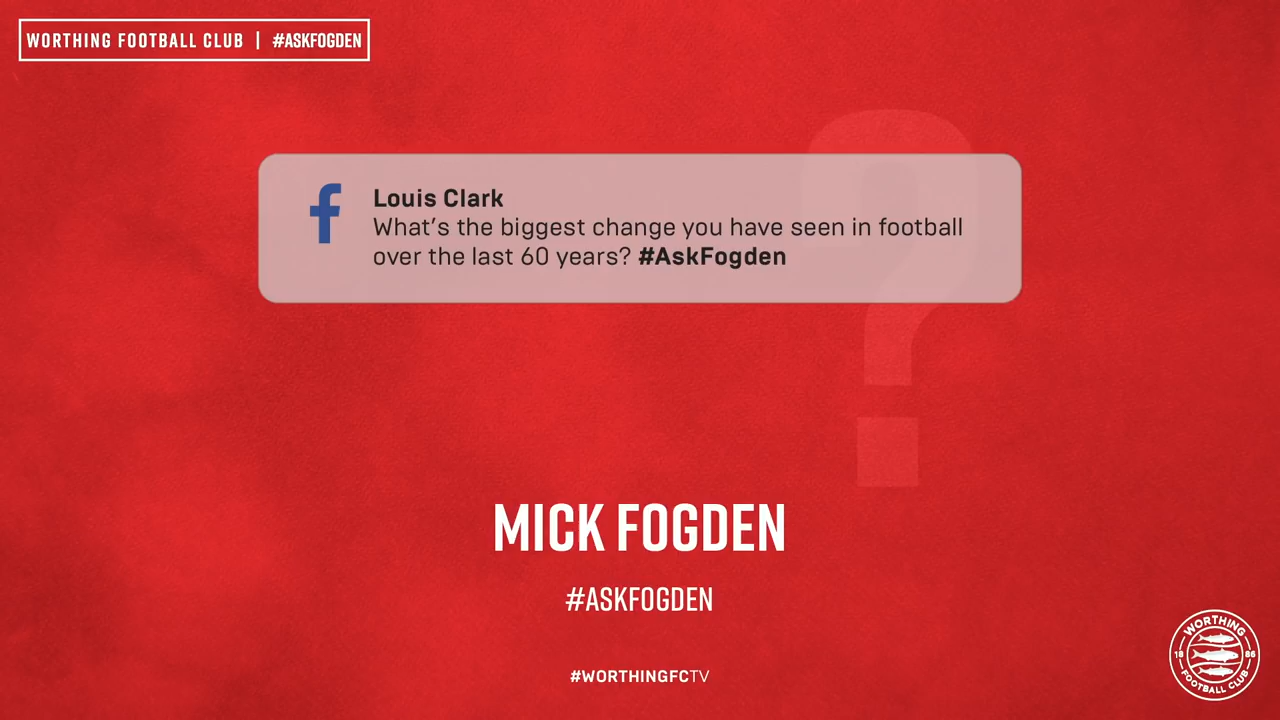 WORTHING FOOTBALL CLUB | #ASKFOGDEN
Louis Clark
What's the biggest change you have seen in football
over the last 60 years? #AskFogden
MICK FOGDEN
#ASKFOGDEN
#WORTHINGFCTV
WORTHING
18 86
FOOTBALL CLUB